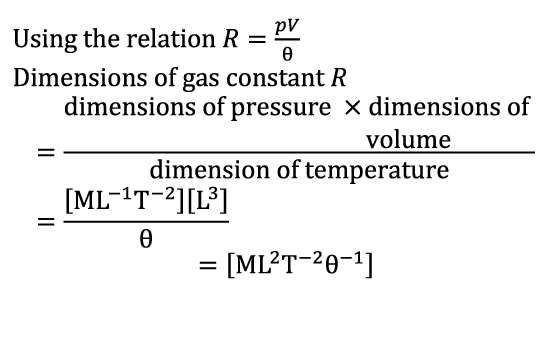 Using the relation R = pV/θ
Dimensions of gas constant R
= dimensions of pressure × dimensions of volume / dimension of temperature
= [ML⁻¹T⁻²][L³] / θ
= [ML²T⁻²θ⁻¹]